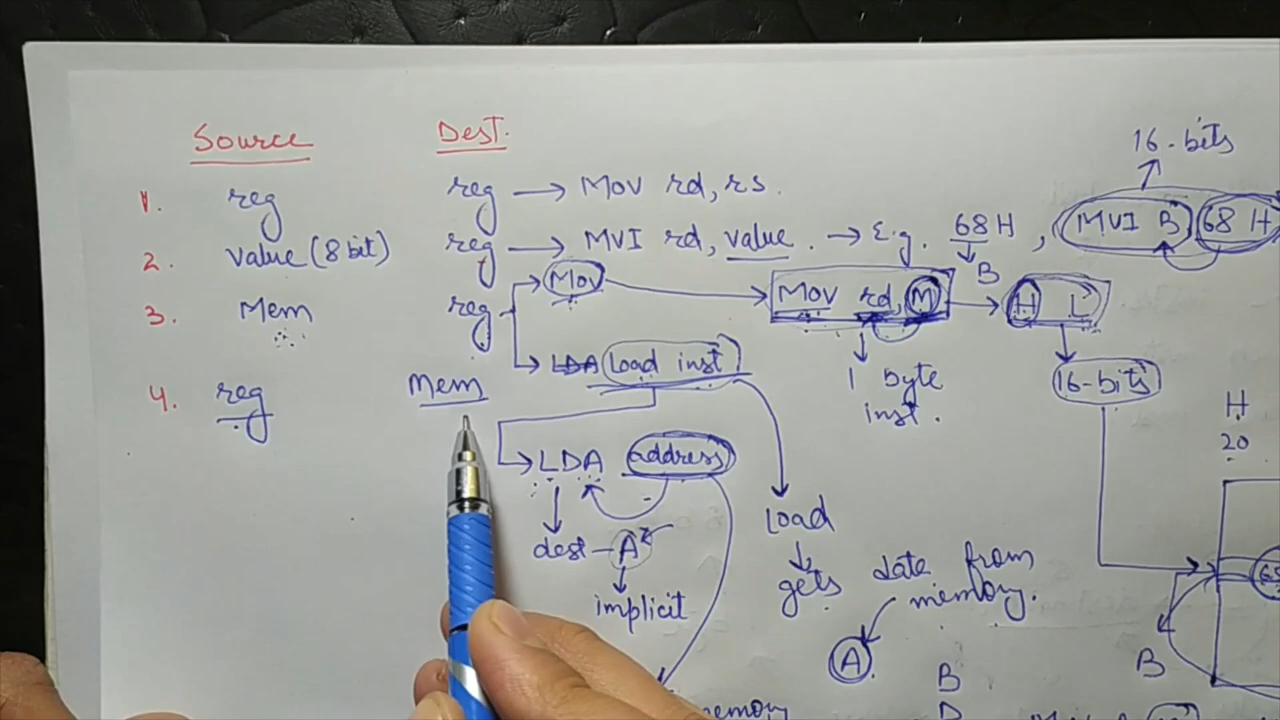 Source Dest.
16-bits
1. reg reg → Mov rd, rs.
2. value (8 bit) reg → MVI rd, value. → E.g. 68 H, MVI B 68 H
B
3. Mem reg Mov Mov rd, M → H L
LDA Load inst
1 byte
inst.
16-bits
4. reg Mem
H
20
LDA address
Load
dest - A
gets data from
memory.
implicit
A
B
B
D
memory